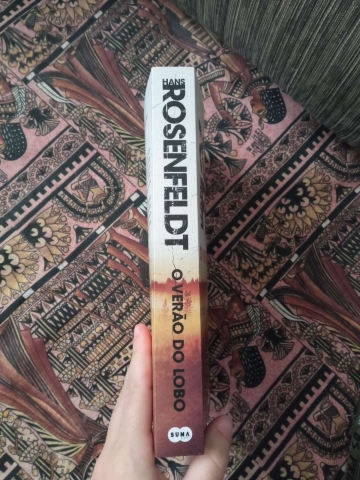 HANS
ROSENFELDT
O VERÃO DO LOBO
SUMA